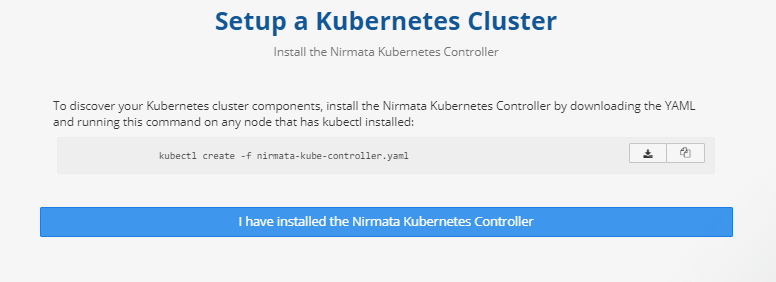 Setup a Kubernetes Cluster
Install the Nirmata Kubernetes Controller
To discover your Kubernetes cluster components, install the Nirmata Kubernetes Controller by downloading the YAML
and running this command on any node that has kubectl installed:
kubectl create -f nirmata-kube-controller.yaml
I have installed the Nirmata Kubernetes Controller